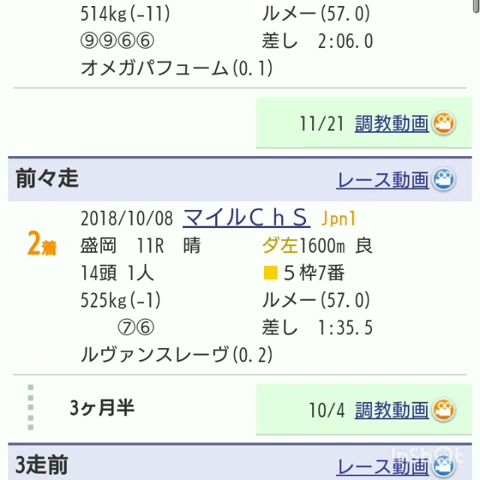 514kg(-11) ルメー(57.0)
⑨⑨⑥⑥ 差し 2:06.0
オメガパフューム(0.1)
11/21 調教動画
前々走 レース動画
2着 2018/10/08 マイルＣｈＳ Jpn1
盛岡 11R 晴 ダ左1600m 良
14頭 1人 5枠7番
525kg(-1) ルメー(57.0)
⑦⑥ 差し 1:35.5
ルヴァンスレーヴ(0.2)
3ヶ月半 10/4 調教動画
3走前 レース動画
InShOt